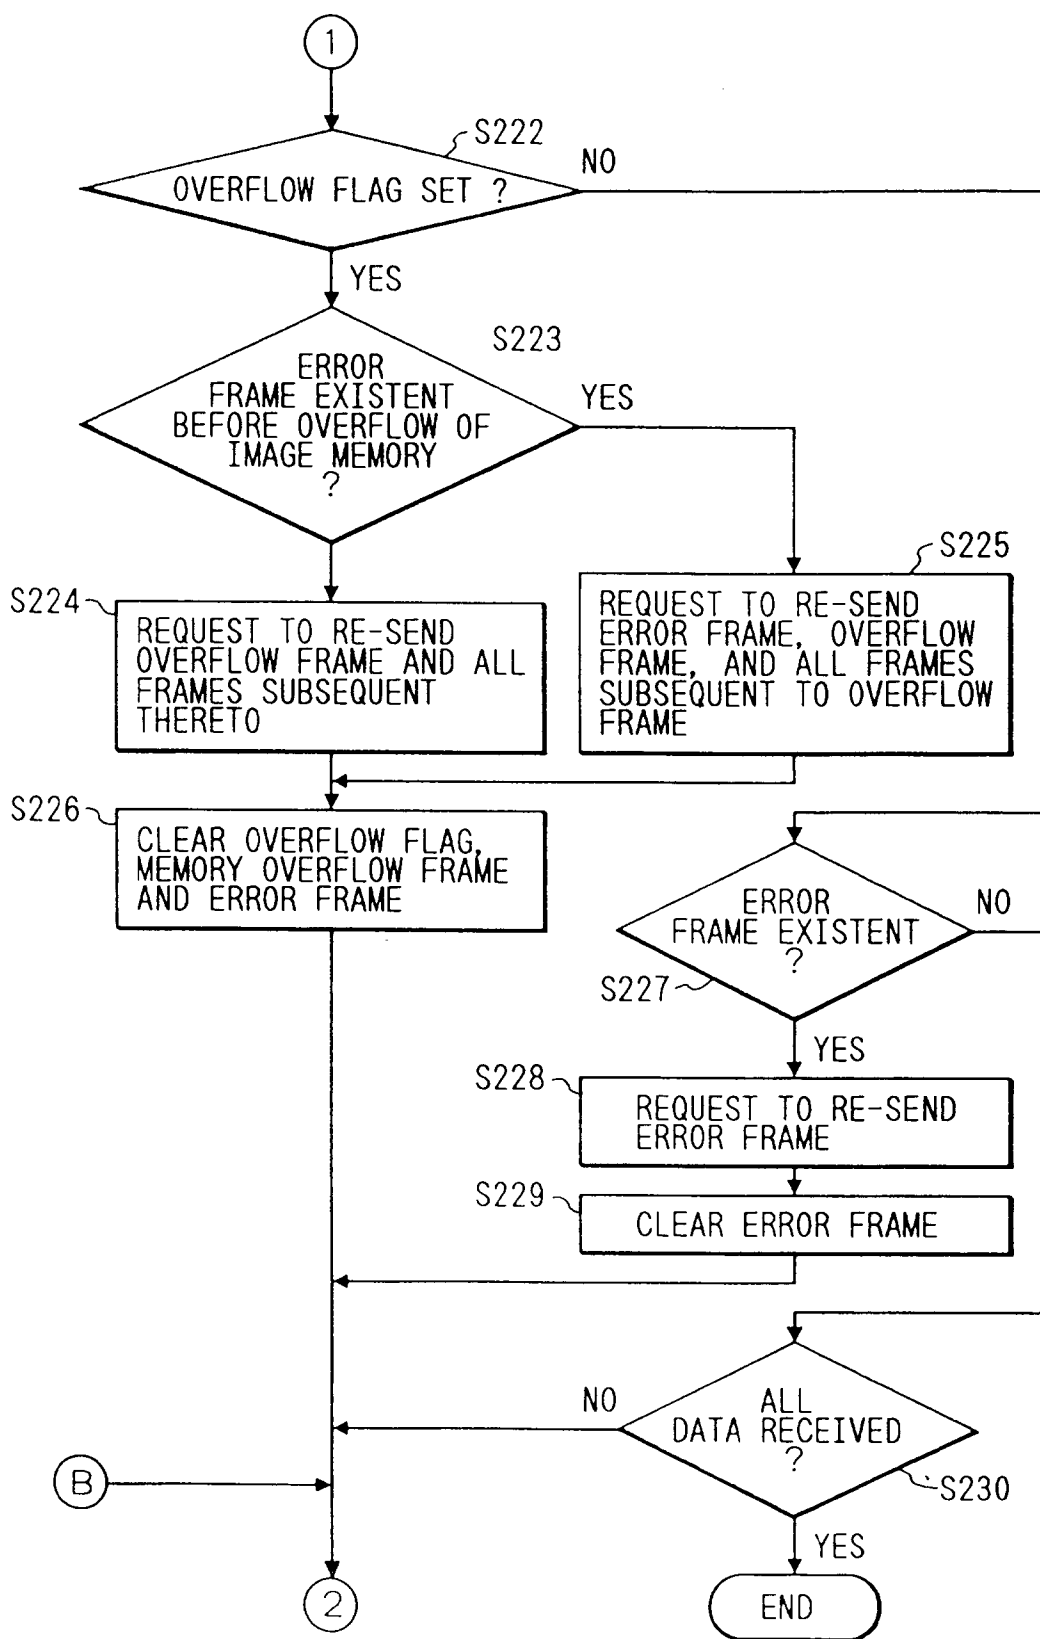 1
S222
NO
OVERFLOW FLAG SET ?
YES
S223
ERROR
FRAME EXISTENT
BEFORE OVERFLOW OF
IMAGE MEMORY
?
YES
S225
S224
REQUEST TO RE-SEND
OVERFLOW FRAME AND ALL
FRAMES SUBSEQUENT
THERETO
REQUEST TO RE-SEND
ERROR FRAME, OVERFLOW
FRAME, AND ALL FRAMES
SUBSEQUENT TO OVERFLOW
FRAME
S226
CLEAR OVERFLOW FLAG,
MEMORY OVERFLOW FRAME
AND ERROR FRAME
ERROR
FRAME EXISTENT
?
NO
S227
YES
S228
REQUEST TO RE-SEND
ERROR FRAME
S229
CLEAR ERROR FRAME
NO
ALL
DATA RECEIVED
?
B
S230
YES
2
END